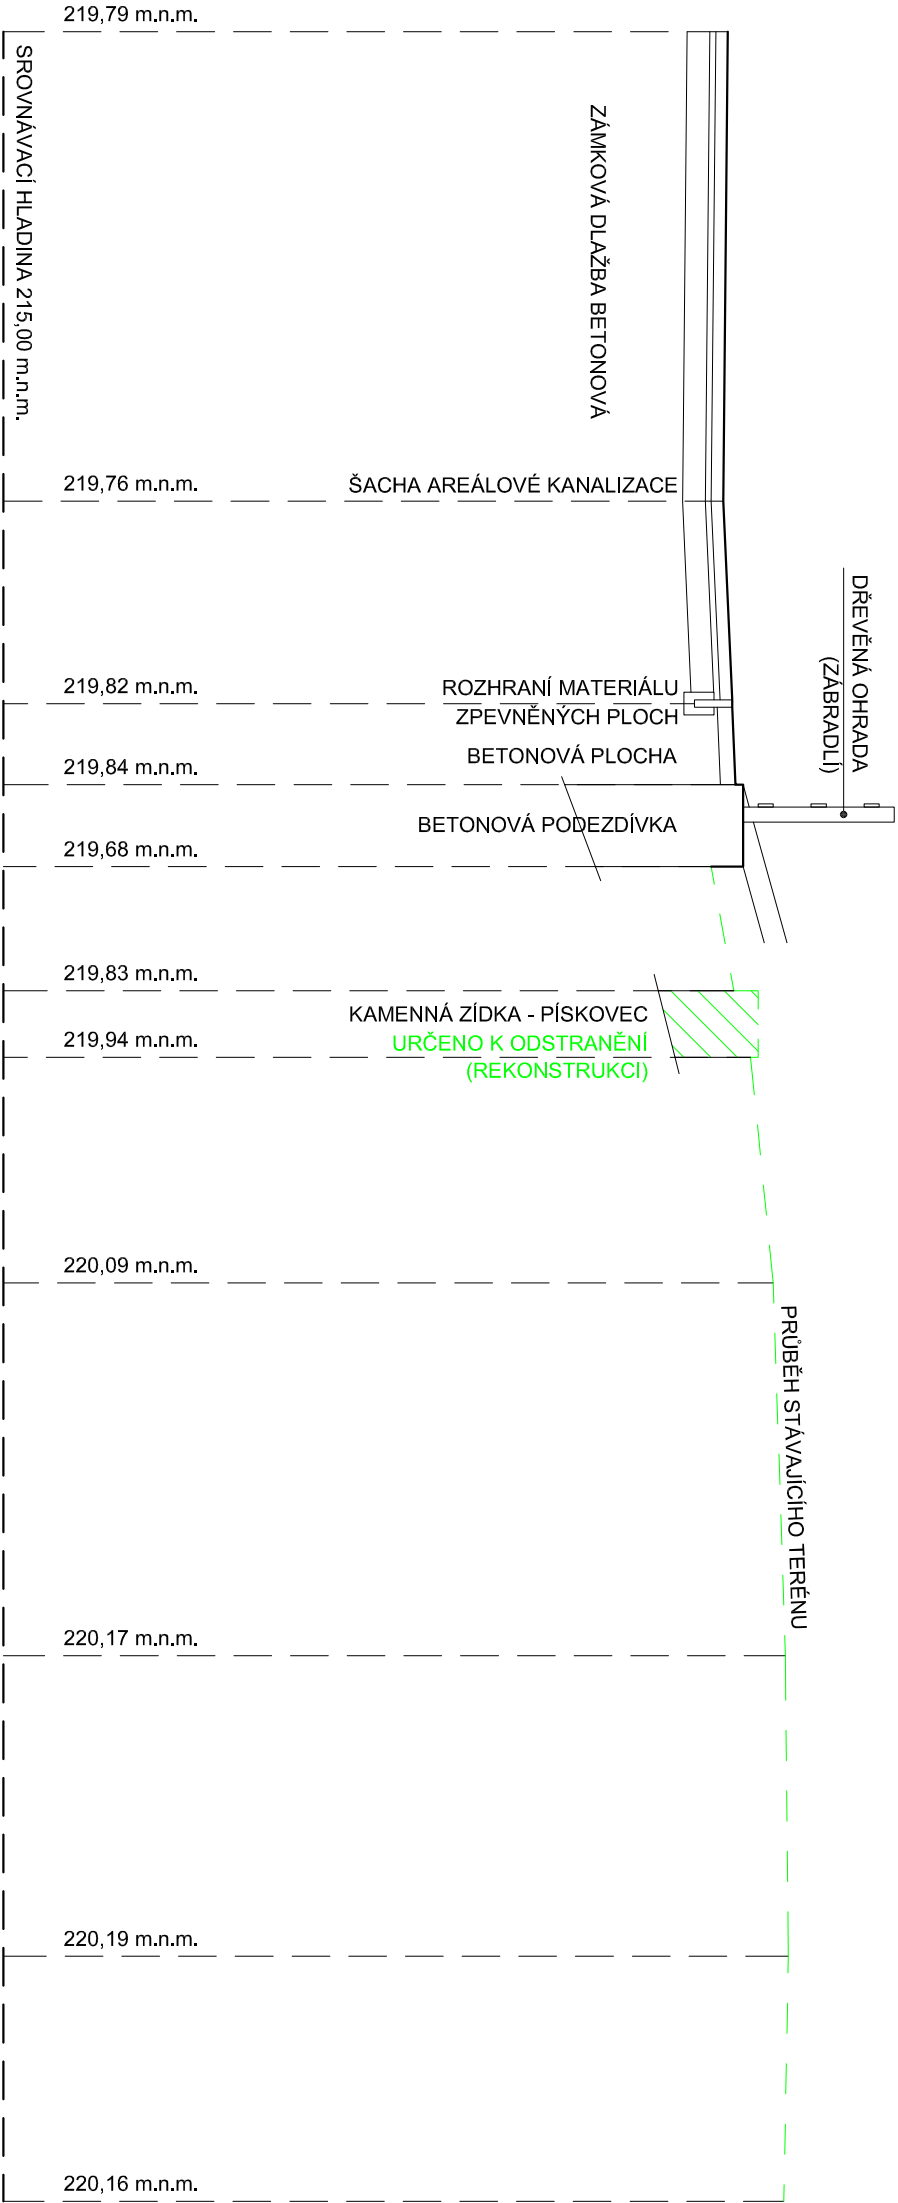 219,79 m.n.m.
SROVNÁVACÍ HLADINA 215,00 m.n.m.
ZÁMKOVÁ DLAŽBA BETONOVÁ
219,76 m.n.m.
ŠACHA AREÁLOVÉ KANALIZACE
DŘEVĚNÁ OHRADA
(ZÁBRADLÍ)
219,82 m.n.m.
ROZHRANÍ MATERIÁLU
ZPEVNĚNÝCH PLOCH
219,84 m.n.m.
BETONOVÁ PLOCHA
BETONOVÁ PODEZDÍVKA
219,68 m.n.m.
219,83 m.n.m.
KAMENNÁ ZÍDKA - PÍSKOVEC
219,94 m.n.m.
URČENO K ODSTRANĚNÍ
(REKONSTRUKCI)
220,09 m.n.m.
PRŮBĚH STÁVAJÍCÍHO TERÉNU
220,17 m.n.m.
220,19 m.n.m.
220,16 m.n.m.